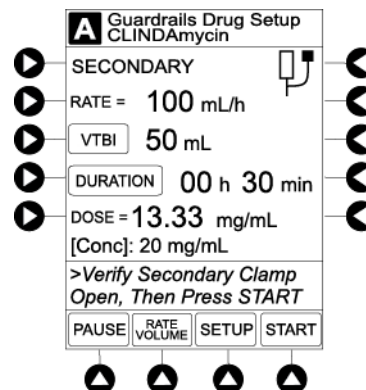 A Guardrails Drug Setup
CLINDAmycin
SECONDARY
RATE = 100 mL/h
VTBI 50 mL
DURATION 00 h 30 min
DOSE = 13.33 mg/mL
[Conc]: 20 mg/mL
>Verify Secondary Clamp
Open, Then Press START
PAUSE RATE VOLUME SETUP START